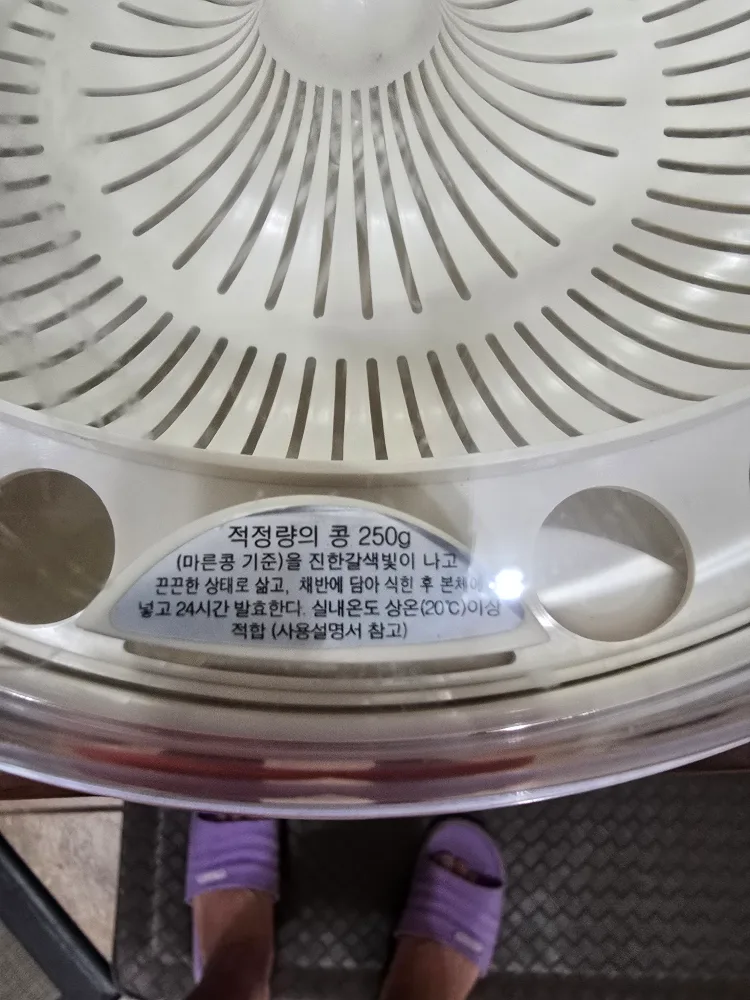 적정량의 콩 250g
(마른콩 기준)을 진한갈색빛이 나고
끈끈한 상태로 삶고, 채반에 담아 식힌 후 본체에
넣고 24시간 발효한다. 실내온도 상온(20℃)이상
적합 (사용설명서 참고)